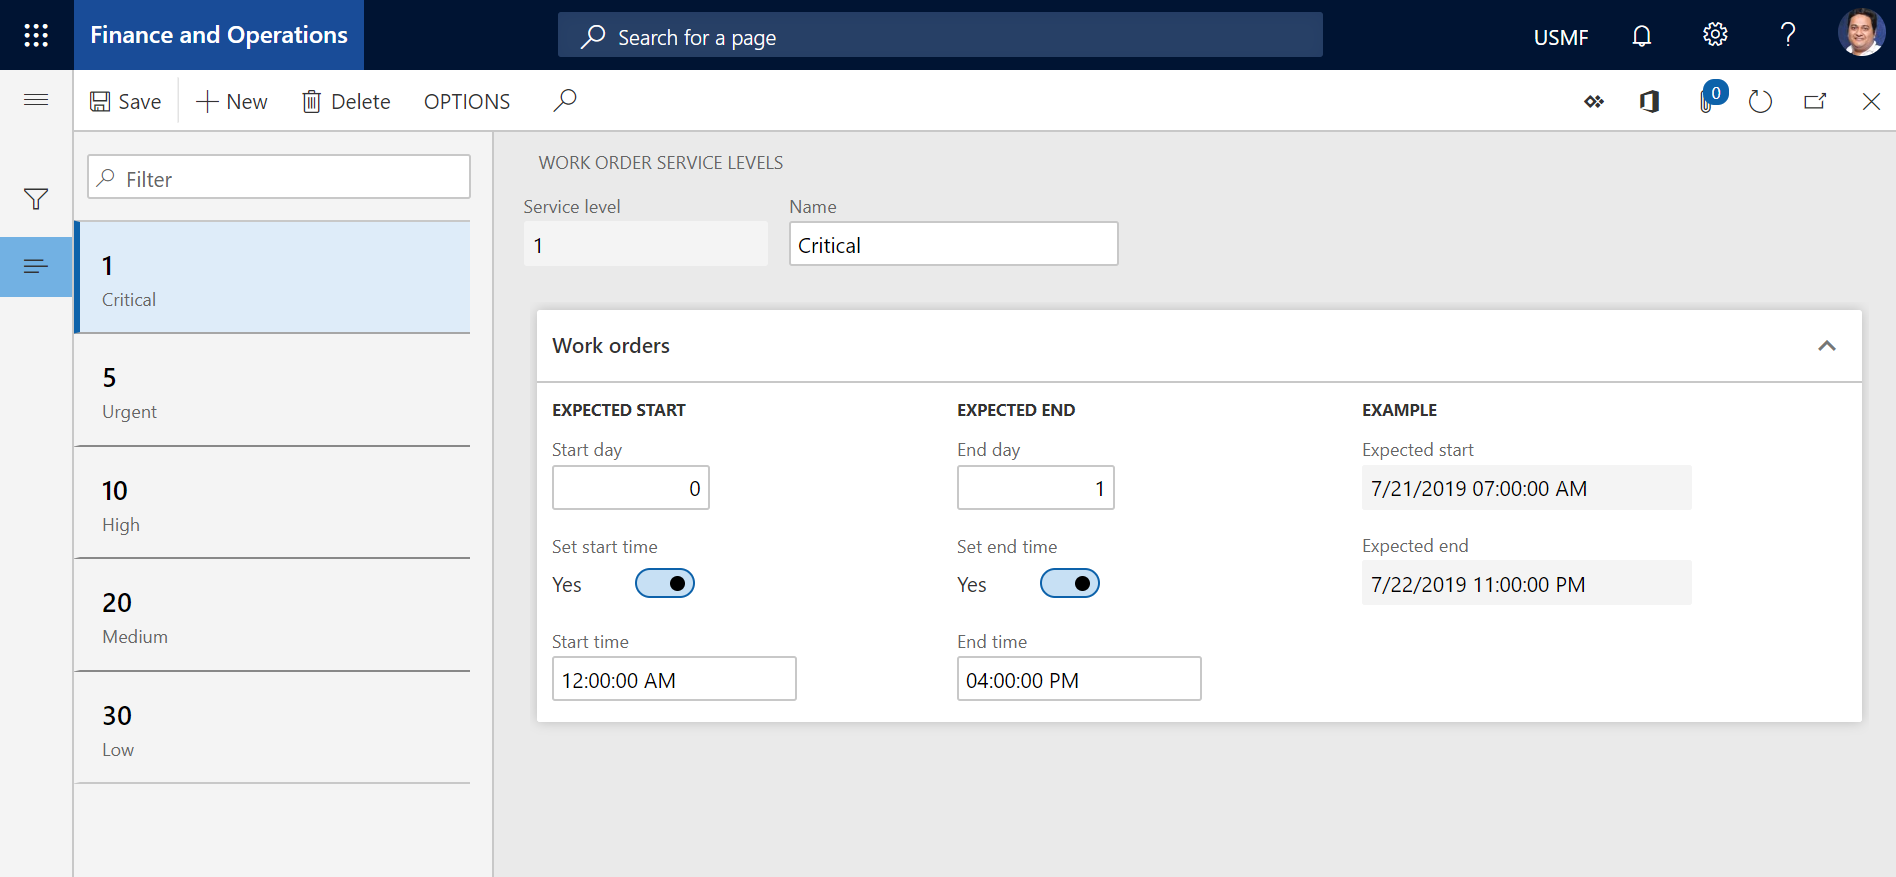 Finance and Operations
Search for a page
USMF
?
Save
New
Delete
OPTIONS
0
Filter
1
Critical
5
Urgent
10
High
20
Medium
30
Low
WORK ORDER SERVICE LEVELS
Service level
Name
1
Critical
Work orders
EXPECTED START
EXPECTED END
EXAMPLE
Start day
End day
Expected start
0
1
7/21/2019 07:00:00 AM
Set start time
Set end time
Expected end
Yes
Yes
7/22/2019 11:00:00 PM
Start time
End time
12:00:00 AM
04:00:00 PM